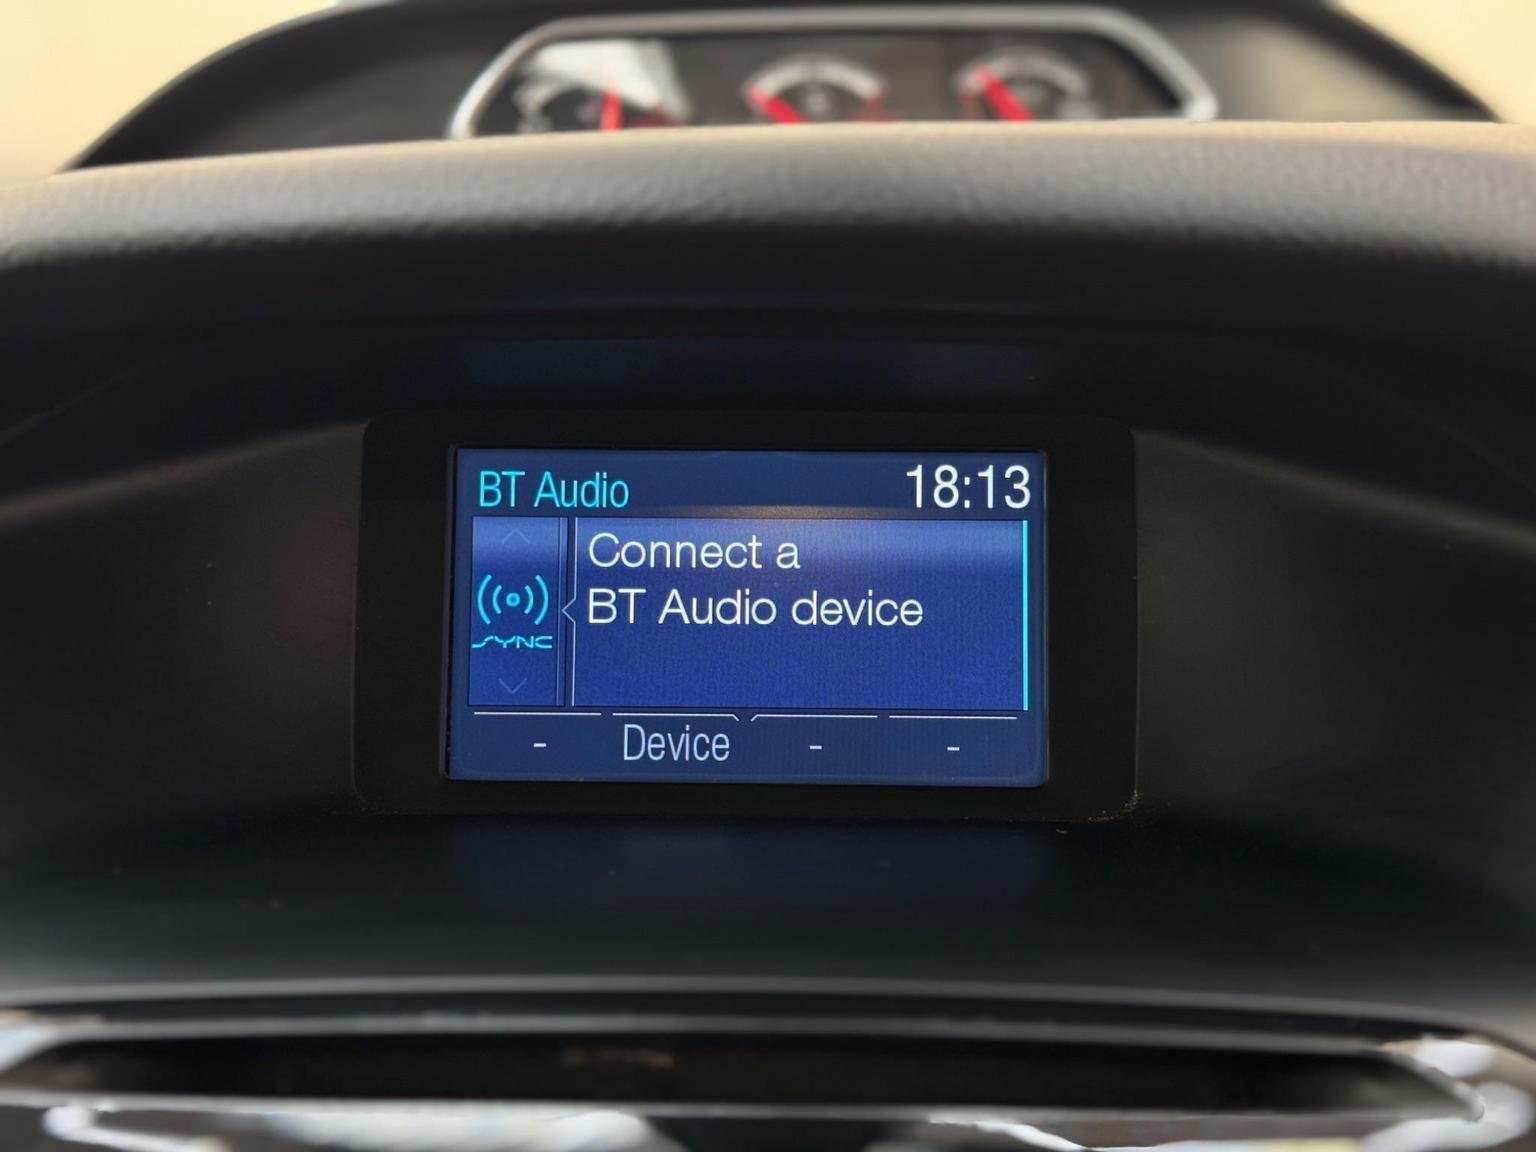 BT Audio 18:13
Connect a
BT Audio device
SYNC
- Device - -